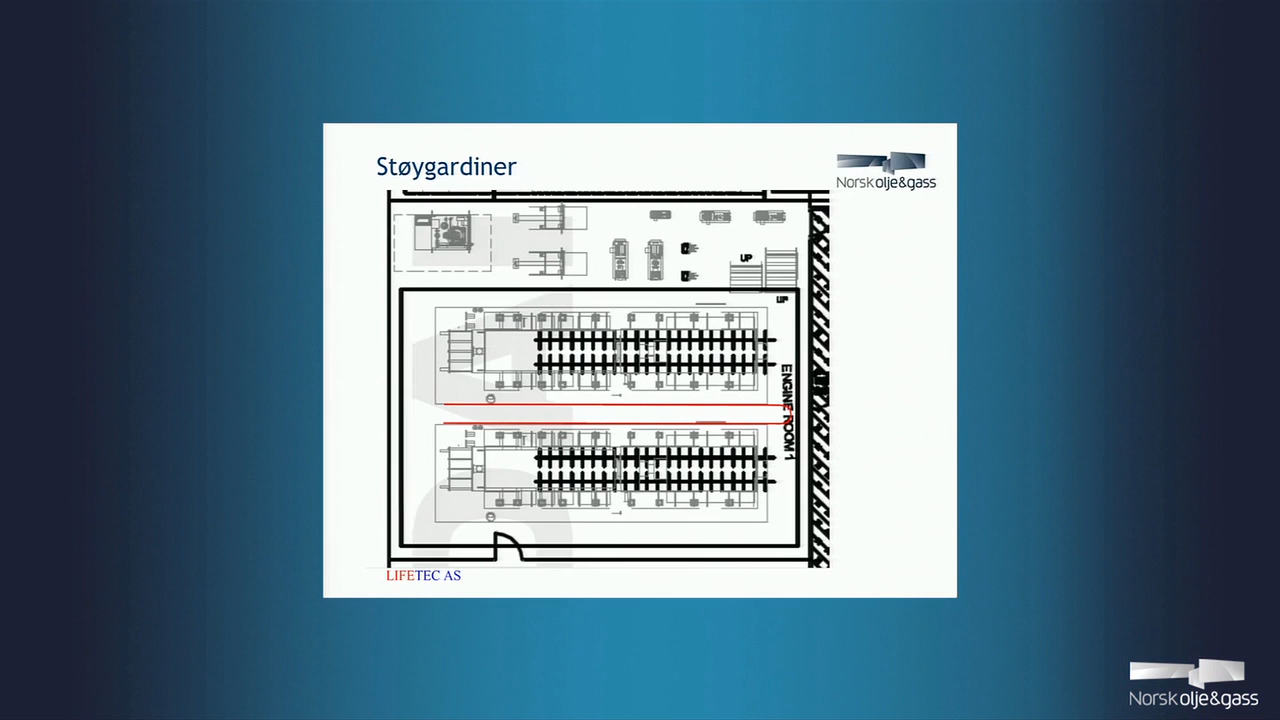 Støygardiner
Norsk olje&gass
UP
UP
ENGINE ROOM 1
LIFETEC AS
Norsk olje&gass